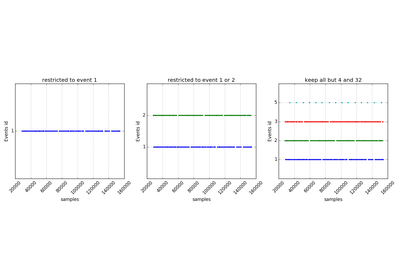 restricted to event 1
Events id
1
20000 40000 60000 80000 100000 120000 140000 160000
samples
restricted to event 1 or 2
Events id
2
1
20000 40000 60000 80000 100000 120000 140000 160000
samples
keep all but 4 and 32
Events id
5
3
2
1
20000 40000 60000 80000 100000 120000 140000 160000
samples